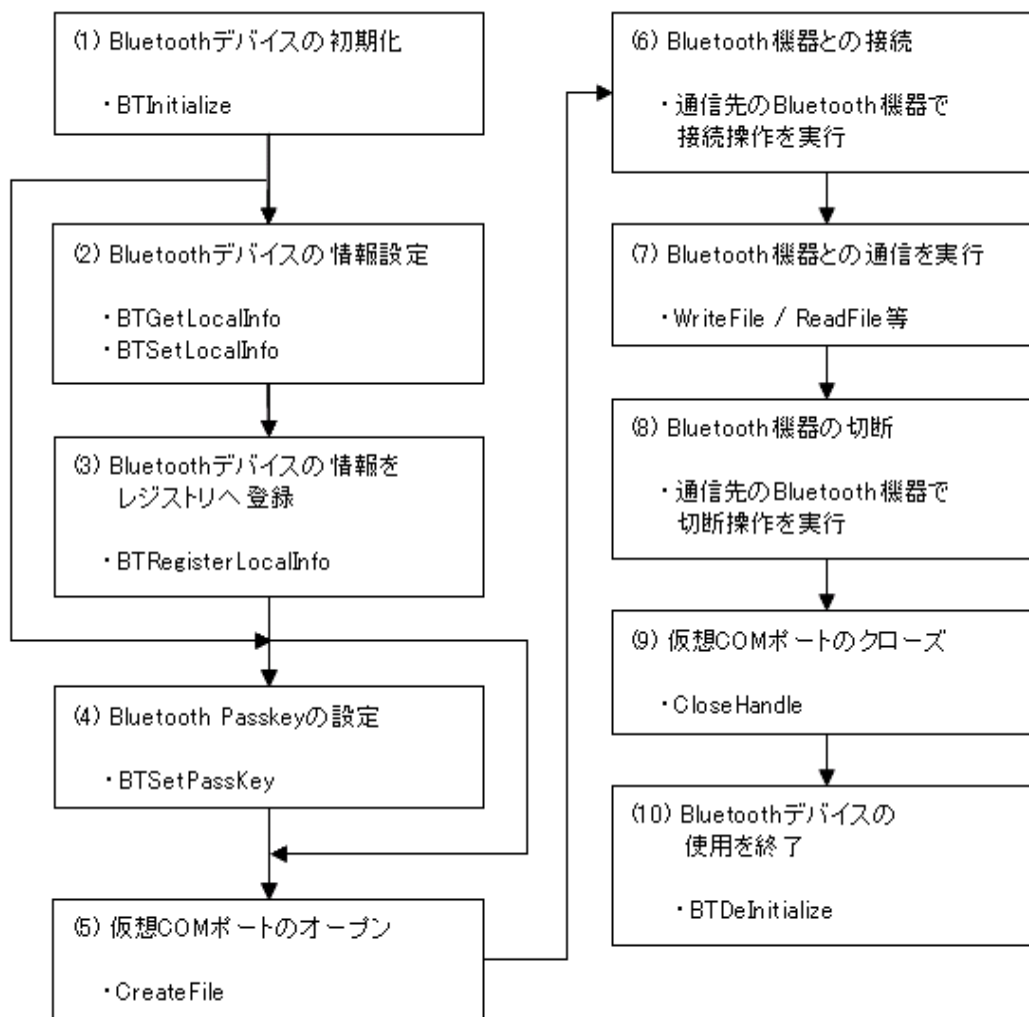 (1) Bluetoothデバイスの初期化
・BTInitialize
(2) Bluetoothデバイスの情報設定
・BTGetLocalInfo
・BTSetLocalInfo
(3) Bluetoothデバイスの情報を
レジストリへ登録
・BTRegisterLocalInfo
(4) Bluetooth Passkeyの設定
・BTSetPassKey
(5) 仮想COMポートのオープン
・CreateFile
(6) Bluetooth機器との接続
・通信先のBluetooth機器で
接続操作を実行
(7) Bluetooth機器との通信を実行
・WriteFile / ReadFile等
(8) Bluetooth機器の切断
・通信先のBluetooth機器で
切断操作を実行
(9) 仮想COMポートのクローズ
・CloseHandle
(10) Bluetoothデバイスの
使用を終了
・BTDeInitialize